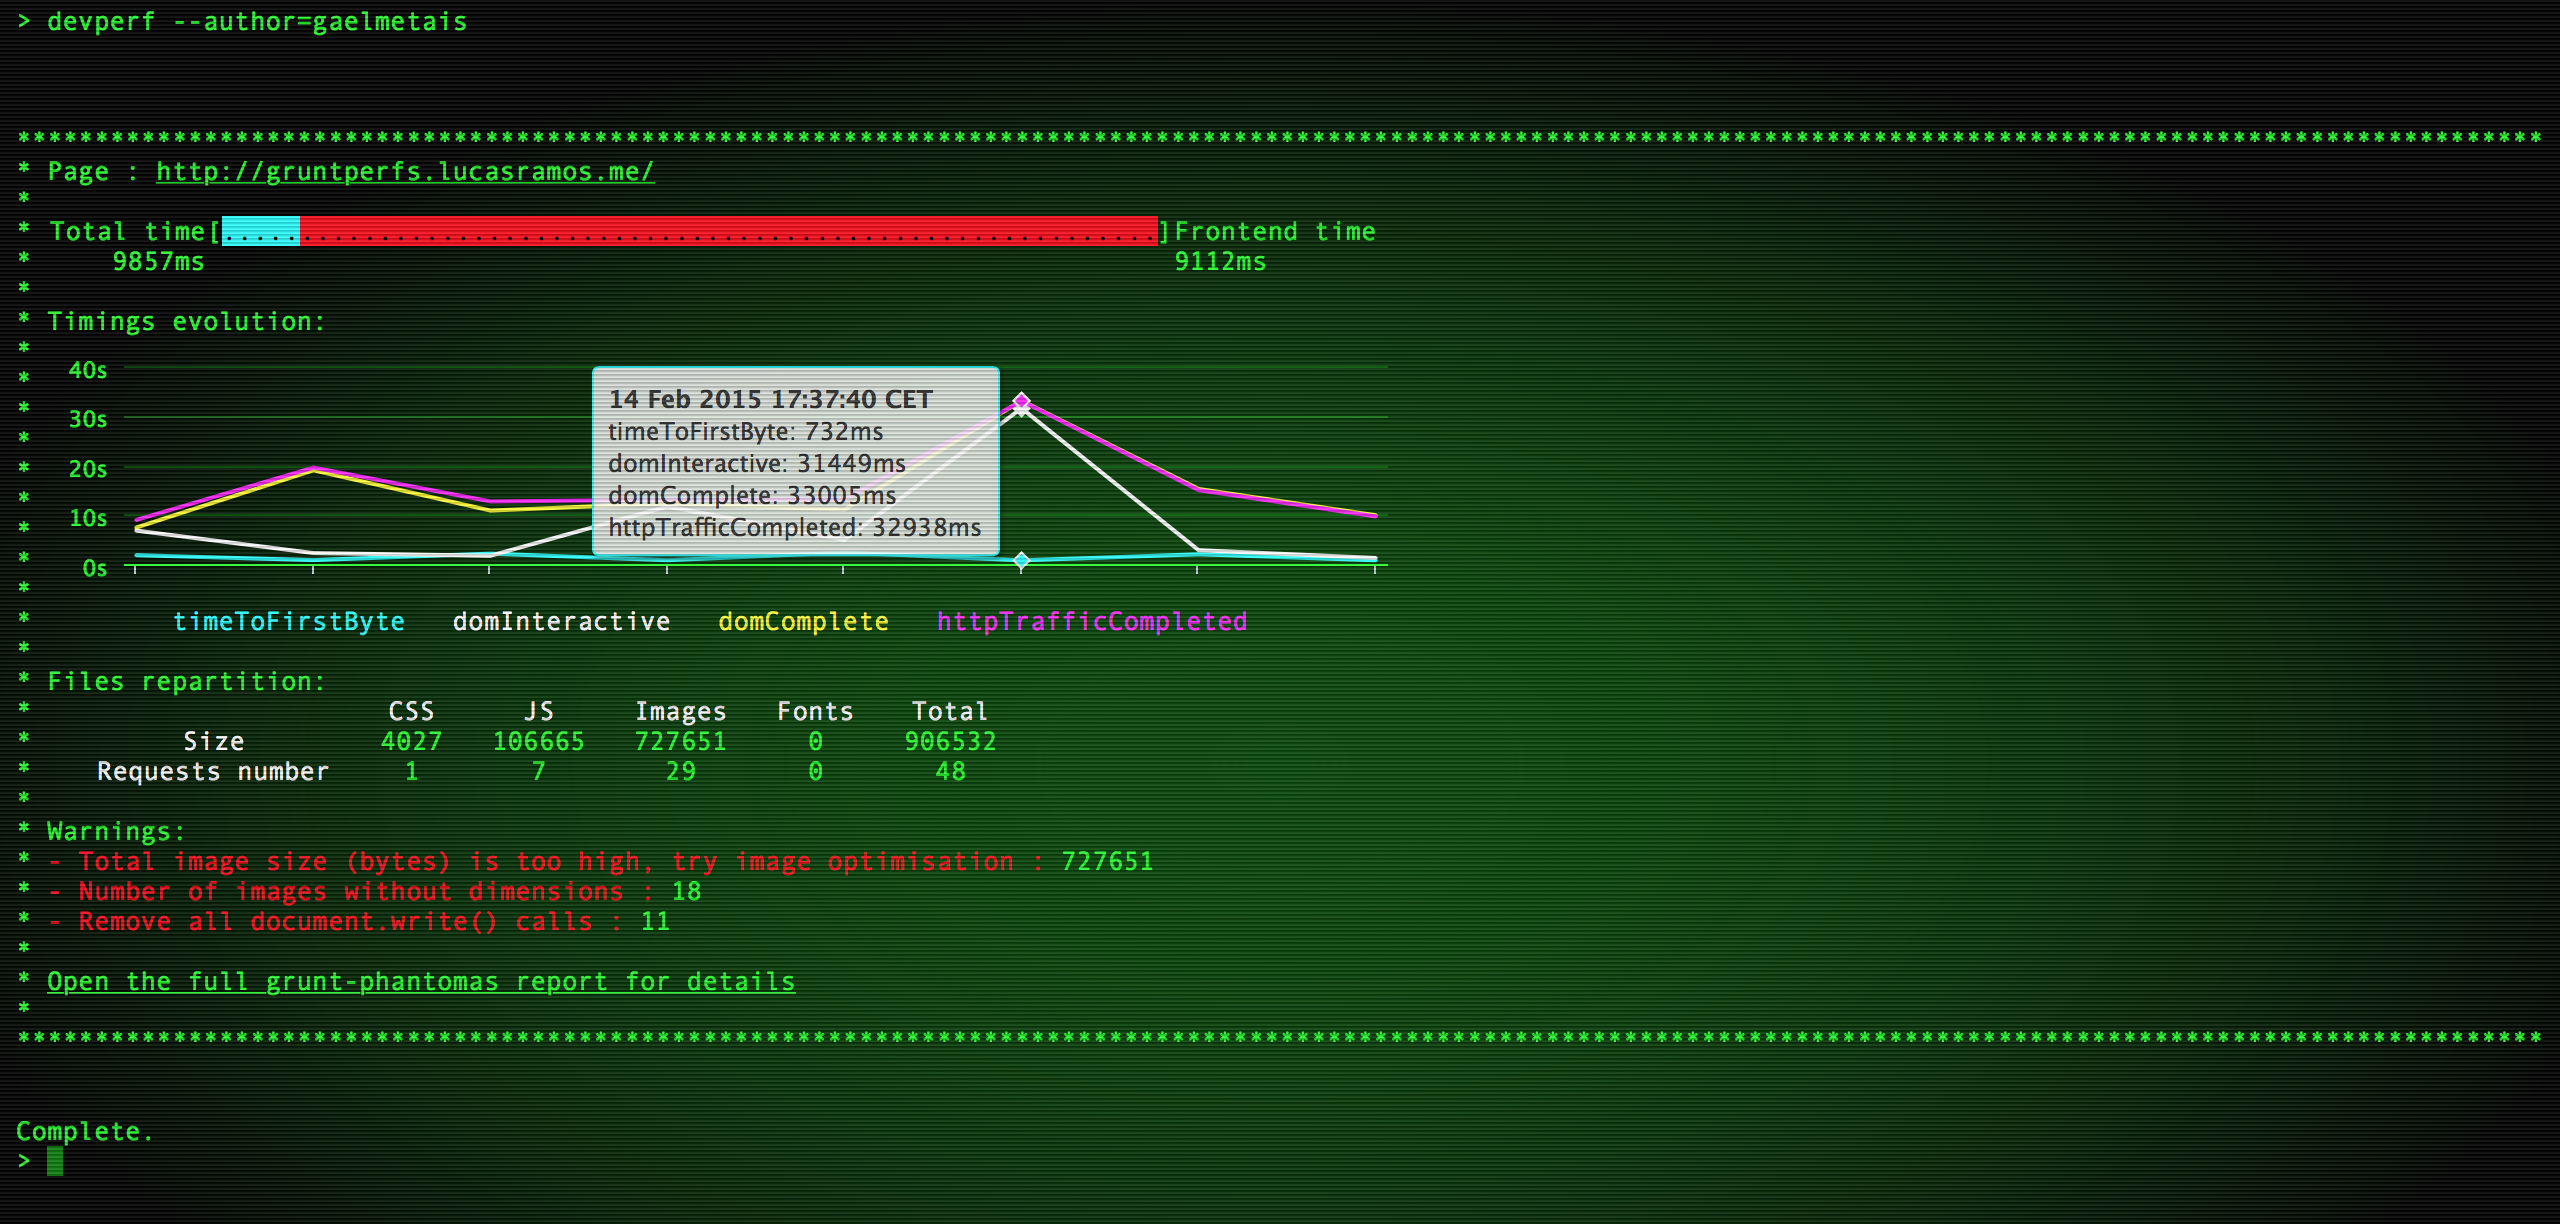 > devperf --author=gaelmetais
******************************************************************************************************************************************************************
* Page : http://gruntperfs.lucasramos.me/
*
* Total time[............................................................]Frontend time
* 9857ms 9112ms
*
* Timings evolution:
*
* 40s
* 30s
* 20s
* 10s
* 0s
14 Feb 2015 17:37:40 CET
timeToFirstByte: 732ms
domInteractive: 31449ms
domComplete: 33005ms
httpTrafficCompleted: 32938ms
*
* timeToFirstByte domInteractive domComplete httpTrafficCompleted
*
* Files repartition:
* CSS JS Images Fonts Total
* Size 4027 106665 727651 0 906532
* Requests number 1 7 29 0 48
*
* Warnings:
* - Total image size (bytes) is too high, try image optimisation : 727651
* - Number of images without dimensions : 18
* - Remove all document.write() calls : 11
*
* Open the full grunt-phantomas report for details
*
******************************************************************************************************************************************************************
Complete.
>